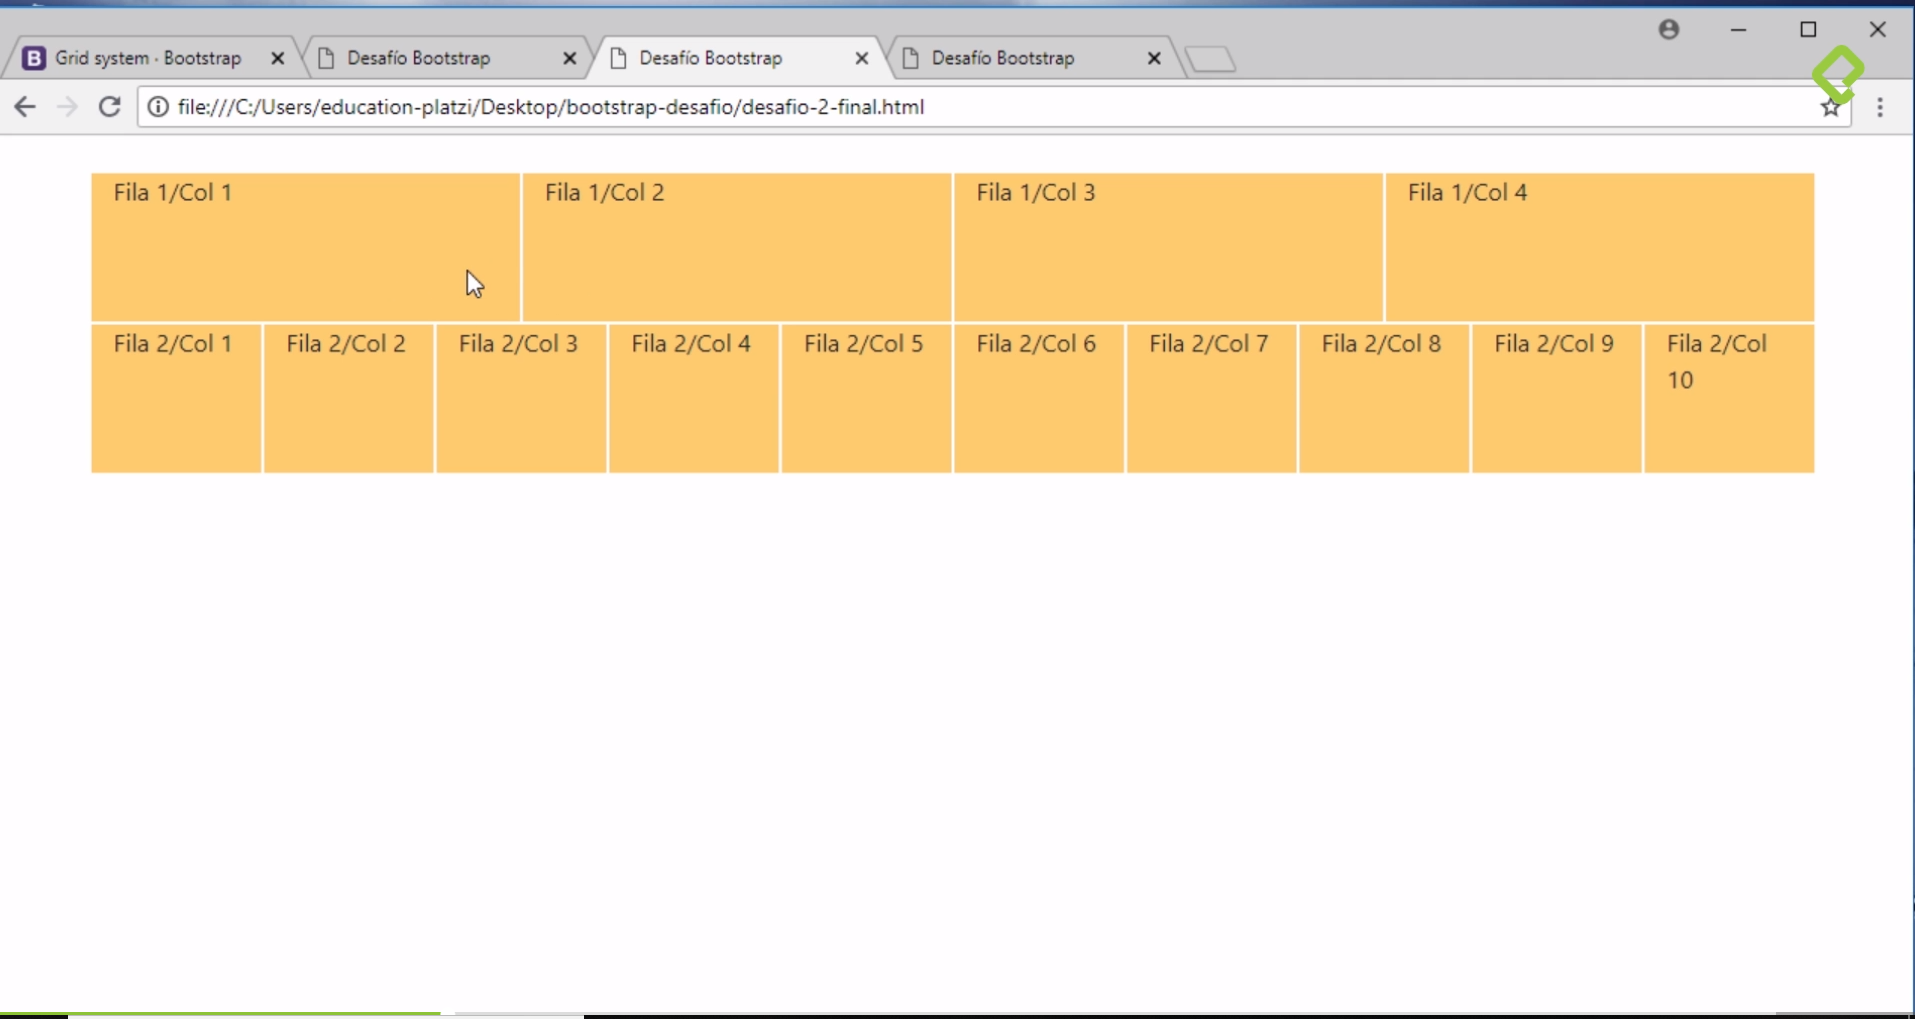 Grid system · Bootstrap
Desafío Bootstrap
Desafío Bootstrap
Desafío Bootstrap
file:///C:/Users/education-platzi/Desktop/bootstrap-desafio/desafio-2-final.html
Fila 1/Col 1
Fila 1/Col 2
Fila 1/Col 3
Fila 1/Col 4
Fila 2/Col 1
Fila 2/Col 2
Fila 2/Col 3
Fila 2/Col 4
Fila 2/Col 5
Fila 2/Col 6
Fila 2/Col 7
Fila 2/Col 8
Fila 2/Col 9
Fila 2/Col
10